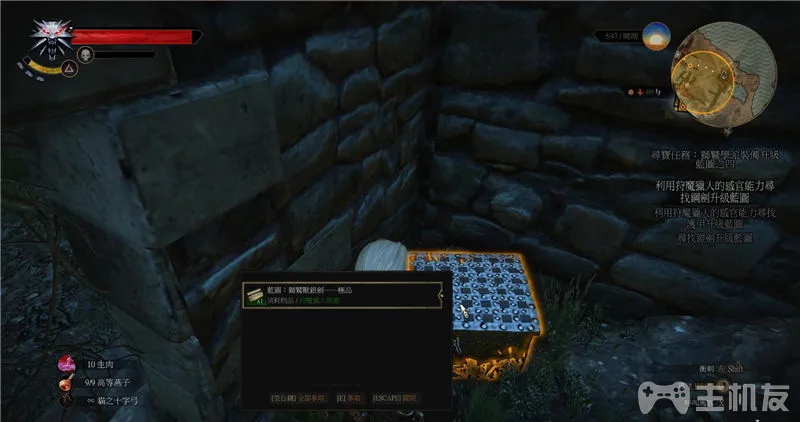 5:47 / 晴朗
尋寶任務：獅鷲學派裝備升級
藍圖之四
利用狩魔獵人的感官能力尋
找鋼劍升級藍圖
利用狩魔獵人的感官能力尋找
護甲升級藍圖
尋找銀劍升級藍圖
藍圖：獅鷲獸銀劍——極品
x1
消耗物品 / 狩魔獵人裝備
10 生肉
9/9 高等燕子
∞ 貓之十字弓
[空白鍵] 全部拿取
[E] 拿取
[ESCAPE] 關閉
衝刺 左 Shift
主机友